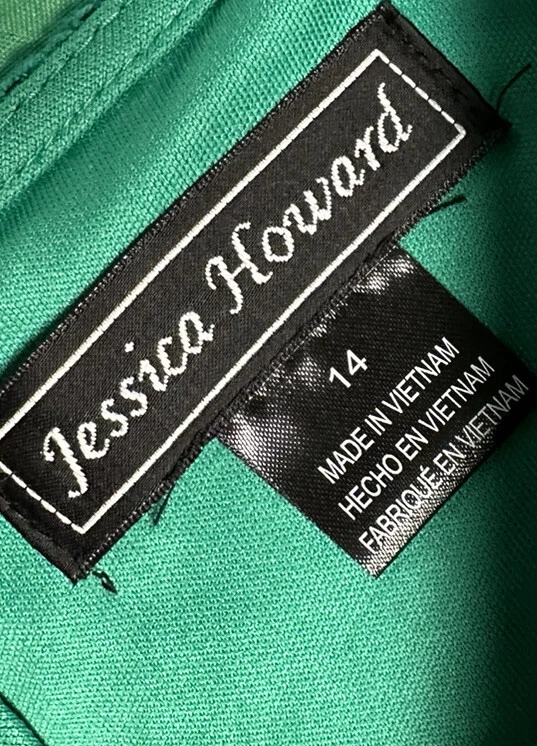 Jessica Howard
14
MADE IN VIETNAM
HECHO EN VIETNAM
FABRIQUÉ EN VIETNAM